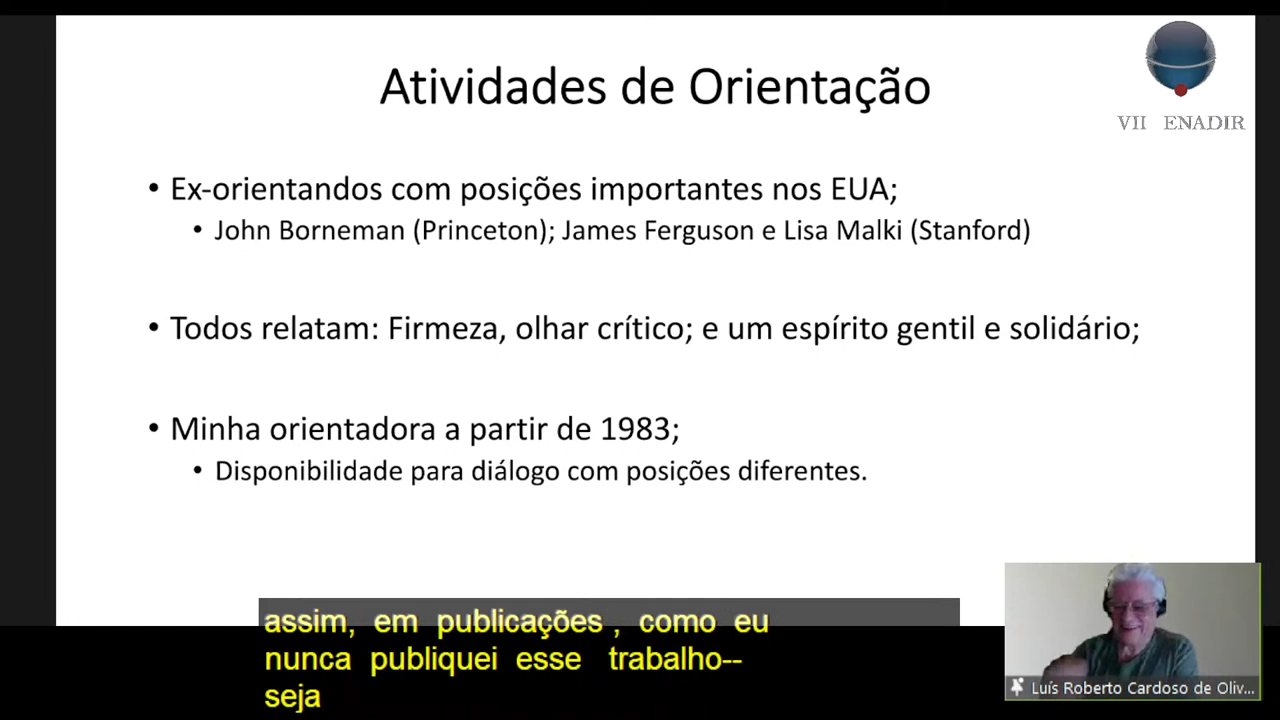 Atividades de Orientação
VII ENADIR
• Ex-orientandos com posições importantes nos EUA;
• John Borneman (Princeton); James Ferguson e Lisa Malki (Stanford)
• Todos relatam: Firmeza, olhar crítico; e um espírito gentil e solidário;
• Minha orientadora a partir de 1983;
• Disponibilidade para diálogo com posições diferentes.
assim, em publicações , como eu
nunca publiquei esse trabalho--
seja
Luís Roberto Cardoso de Oliv...